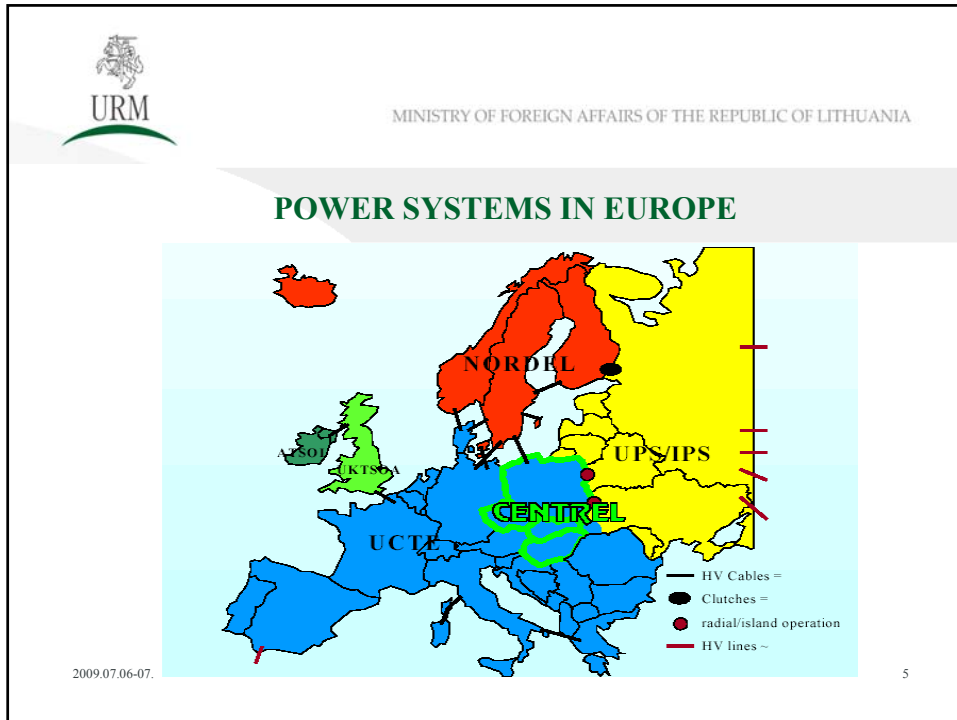 URM
MINISTRY OF FOREIGN AFFAIRS OF THE REPUBLIC OF LITHUANIA
POWER SYSTEMS IN EUROPE
NORDEL
ATSOI
UKTSOA
UPS/IPS
CENTREL
UCTE
HV Cables =
Clutches =
radial/island operation
HV lines ~
2009.07.06-07.
5